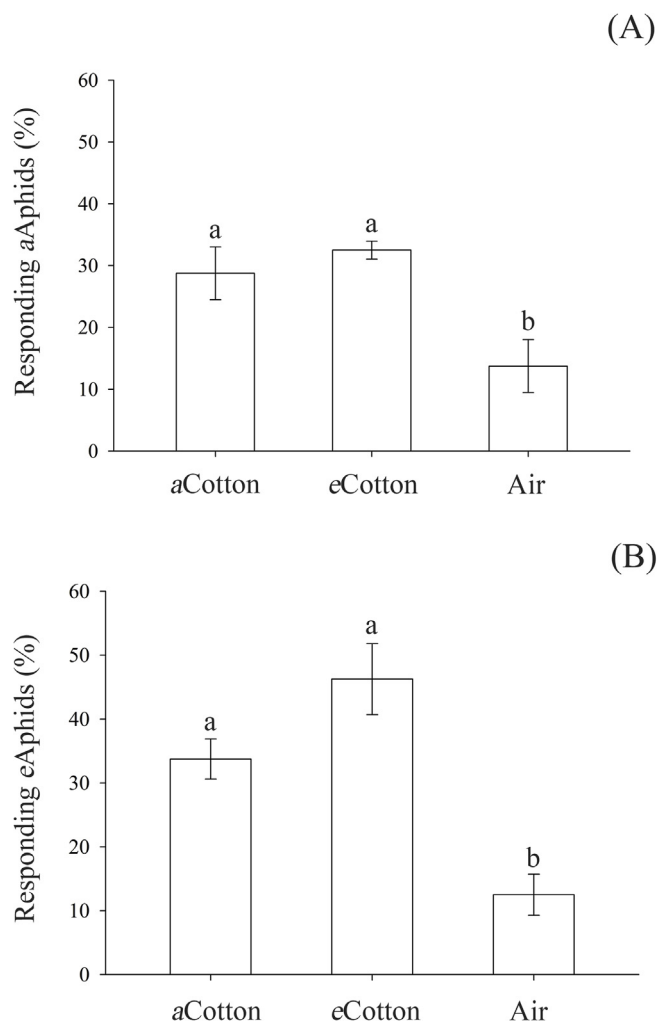 (A)
Responding aAphids (%)
60
50
40
30
20
10
0
a
a
b
aCotton eCotton Air
(B)
Responding eAphids (%)
60
50
40
30
20
10
0
a
a
b
aCotton eCotton Air